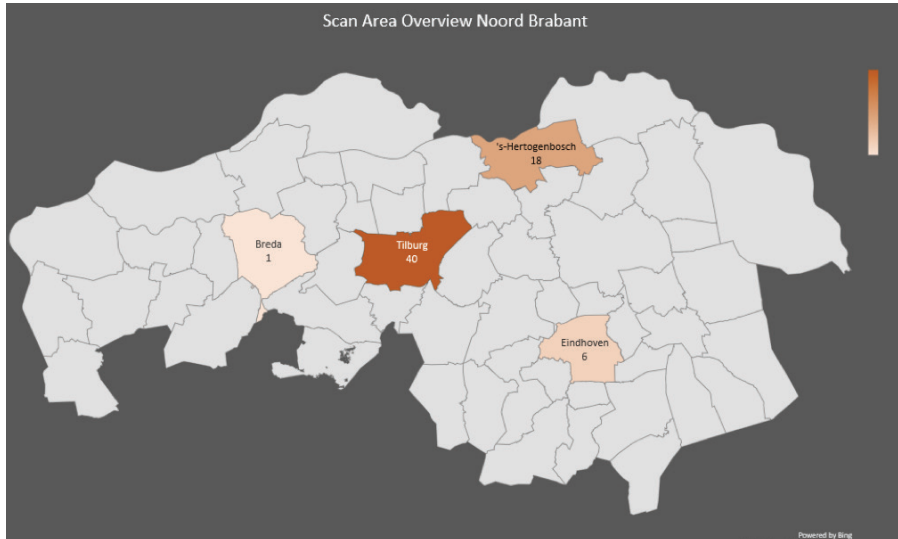 Scan Area Overview Noord Brabant
's-Hertogenbosch
18
Breda
1
Tilburg
40
Eindhoven
6
Powered by Bing